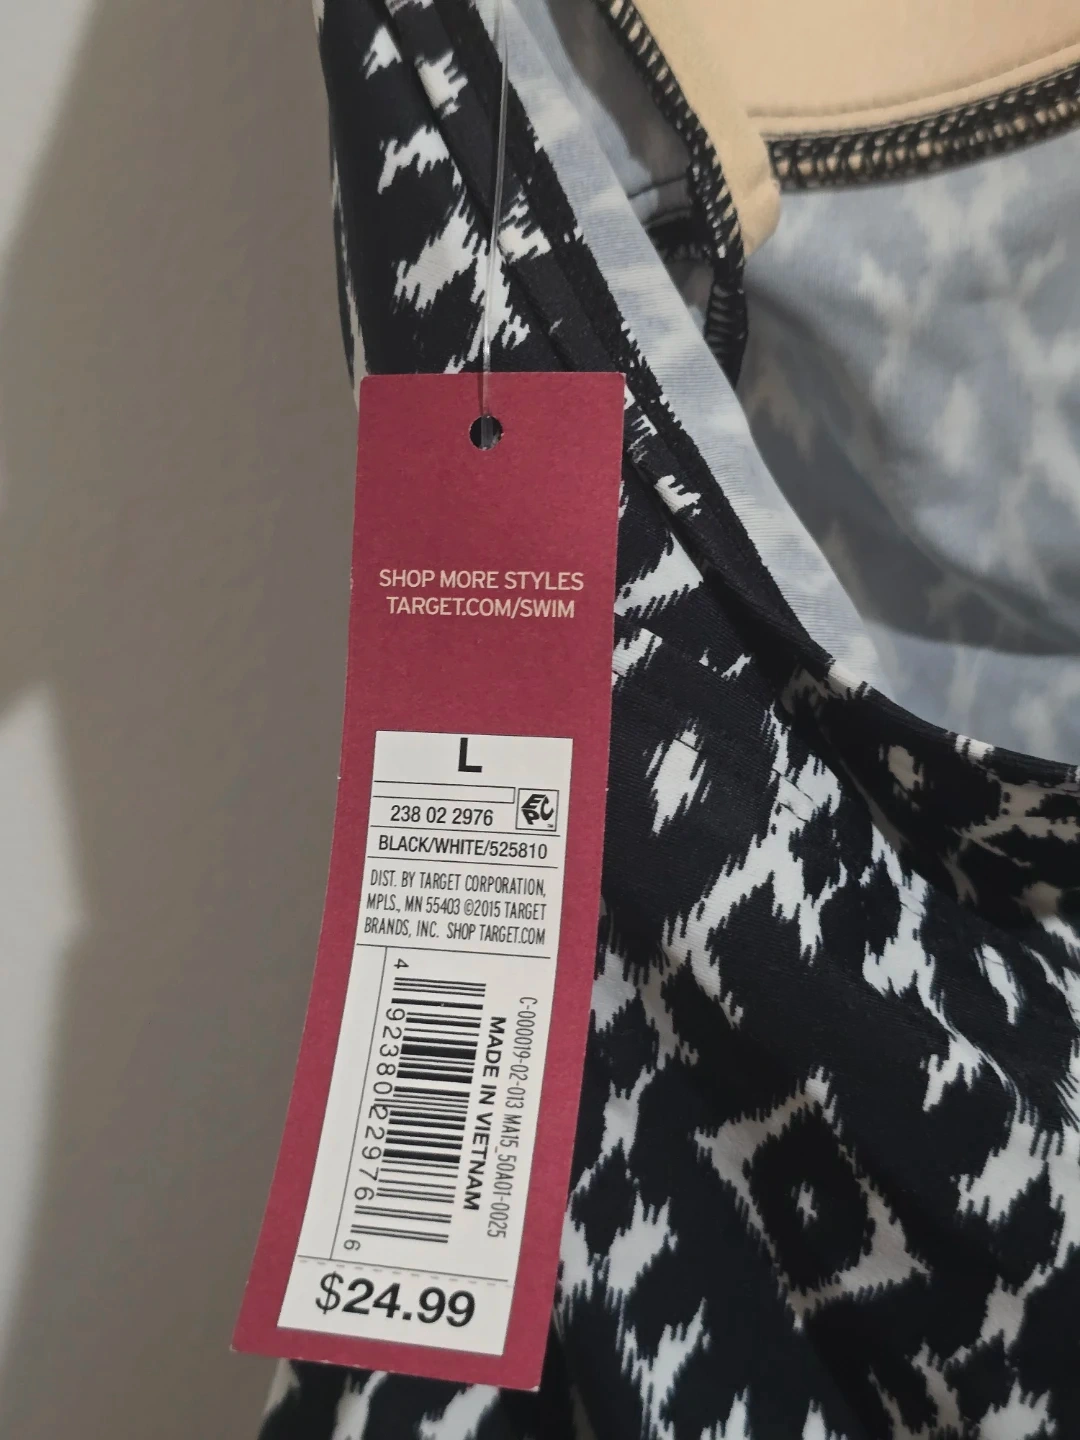 SHOP MORE STYLES
TARGET.COM/SWIM
L
238 02 2976
EPC™
BLACK/WHITE/525810
DIST. BY TARGET CORPORATION,
MPLS., MN 55403 ©2015 TARGET
BRANDS, INC. SHOP TARGET.COM
C-000019-02-013 MA15_50A01-0025
MADE IN VIETNAM
4 92380 22976 6
$24.99